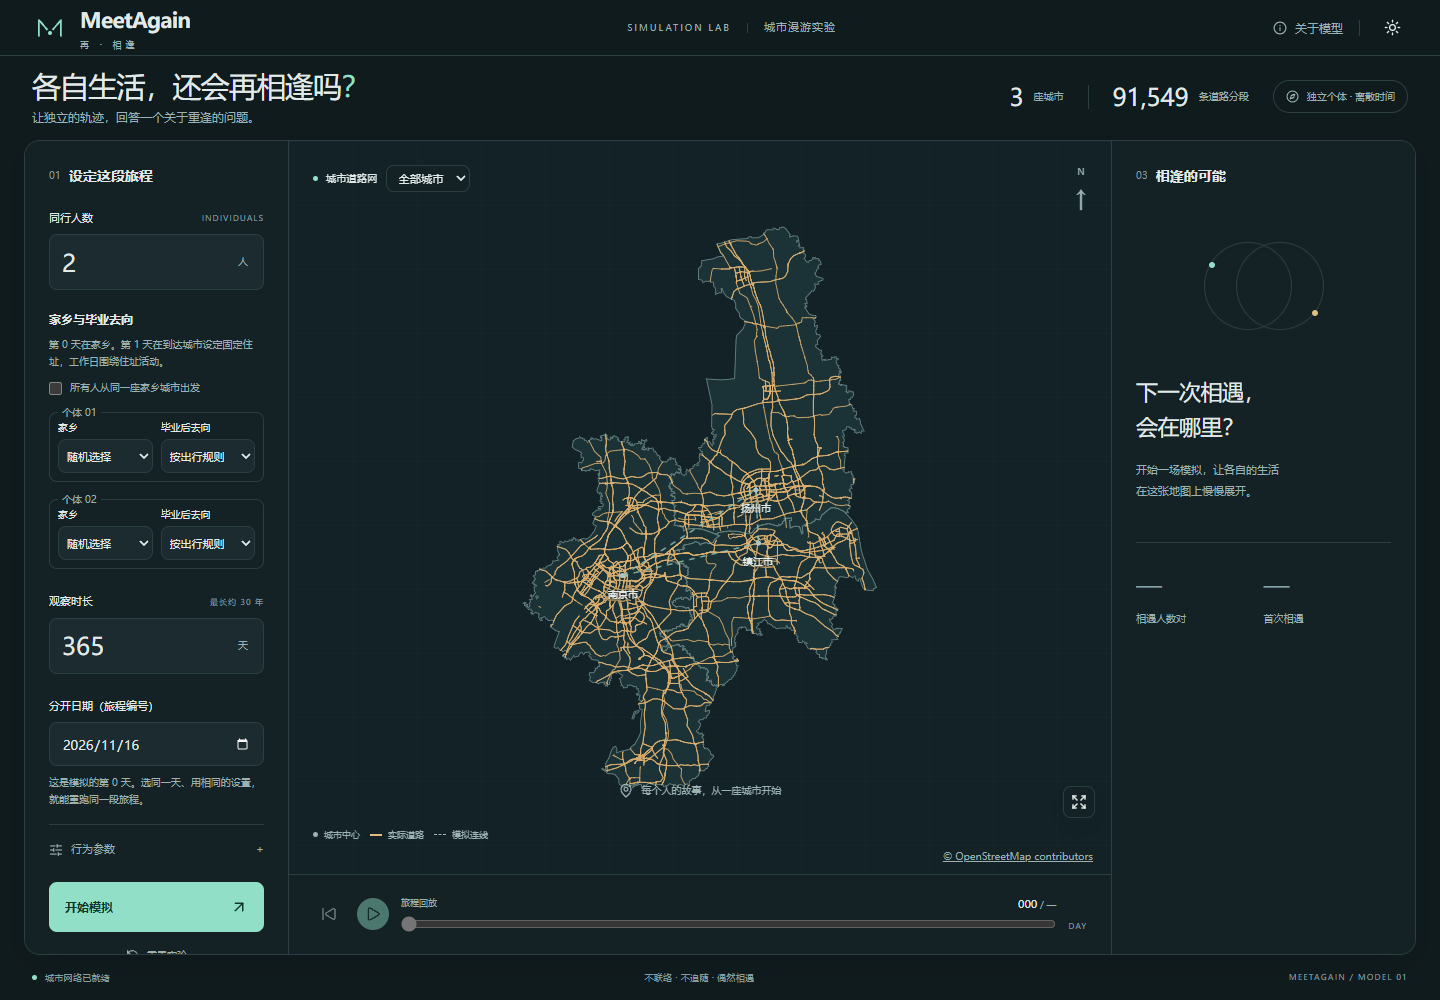 MeetAgain
再 · 相逢
SIMULATION LAB
城市漫游实验
关于模型
各自生活，还会再相逢吗？
让独立的轨迹，回答一个关于重逢的问题。
3 座城市
91,549 条道路分段
独立个体 · 离散时间
01 设定这段旅程
同行人数
INDIVIDUALS
2
人
家乡与毕业去向
第 0 天在家乡。第 1 天在到达城市设定固定住
址，工作日围绕住址活动。
所有人从同一座家乡城市出发
个体 01
家乡
毕业后去向
随机选择
按出行规则
个体 02
家乡
毕业后去向
随机选择
按出行规则
观察时长
最长约 30 年
365
天
分开日期（旅程编号）
2026/11/16
这是模拟的第 0 天。选同一天、用相同的设置，
就能重跑同一段旅程。
行为参数
+
开始模拟
城市道路网
全部城市
N
扬州市
镇江市
南京市
每个人的故事，从一座城市开始
城市中心
实际道路
模拟连线
© OpenStreetMap contributors
旅程回放
000 / —
DAY
03 相逢的可能
下一次相遇，
会在哪里？
开始一场模拟，让各自的生活
在这张地图上慢慢展开。
—
—
相遇人数对
首次相遇
城市网络已就绪
不联络 · 不追随 · 偶然相遇
MEETAGAIN / MODEL 01